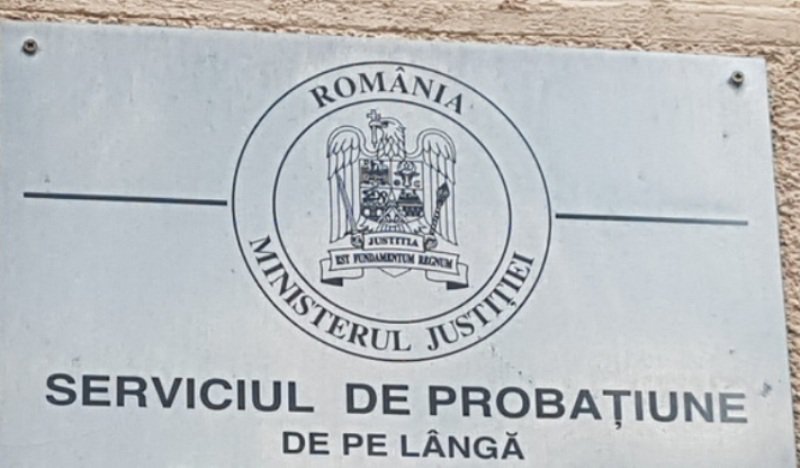 ROMÂNIA
JUSTITIA
EST FUNDAMENTUM REGNUM
MINISTERUL JUSTIȚIEI
SERVICIUL DE PROBAȚIUNE
DE PE LÂNGĂ